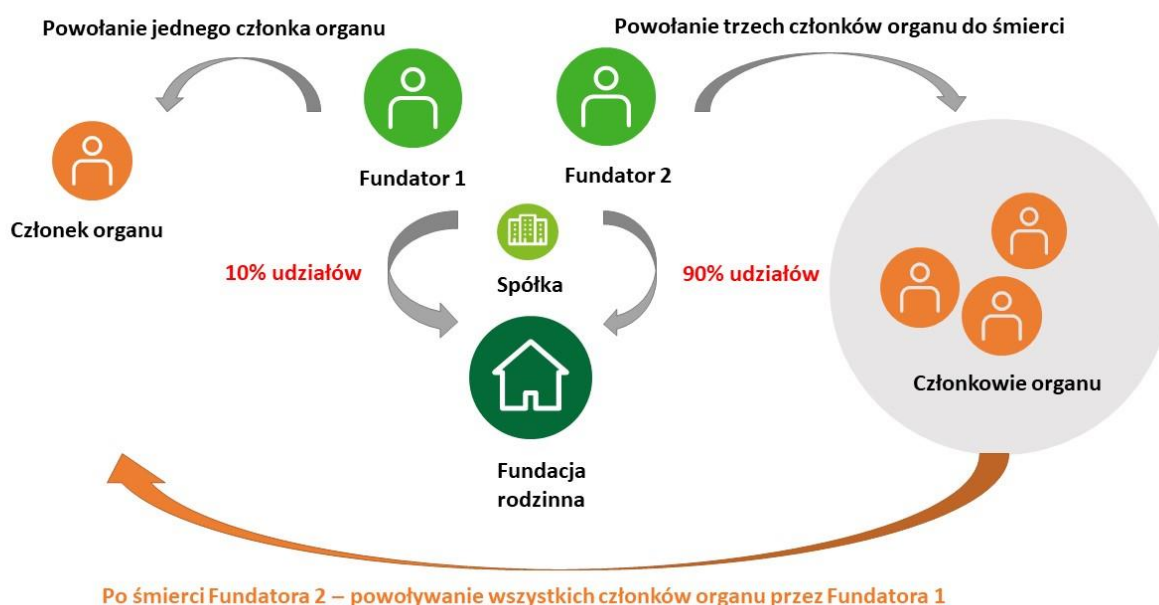 Powołanie jednego członka organu
Powołanie trzech członków organu do śmierci
Fundator 1
Fundator 2
Członek organu
10% udziałów
Spółka
90% udziałów
Członkowie organu
Fundacja
rodzinna
Po śmierci Fundatora 2 – powoływanie wszystkich członków organu przez Fundatora 1